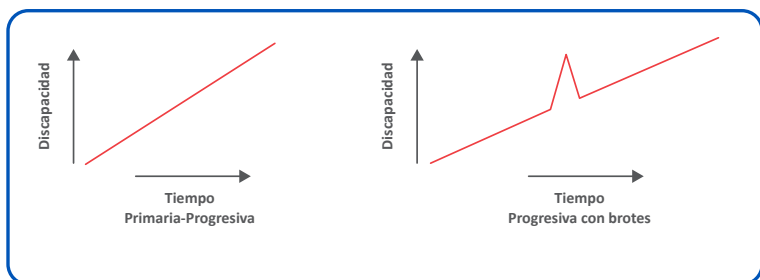 Discapacidad
Tiempo
Primaria-Progresiva
Discapacidad
Tiempo
Progresiva con brotes